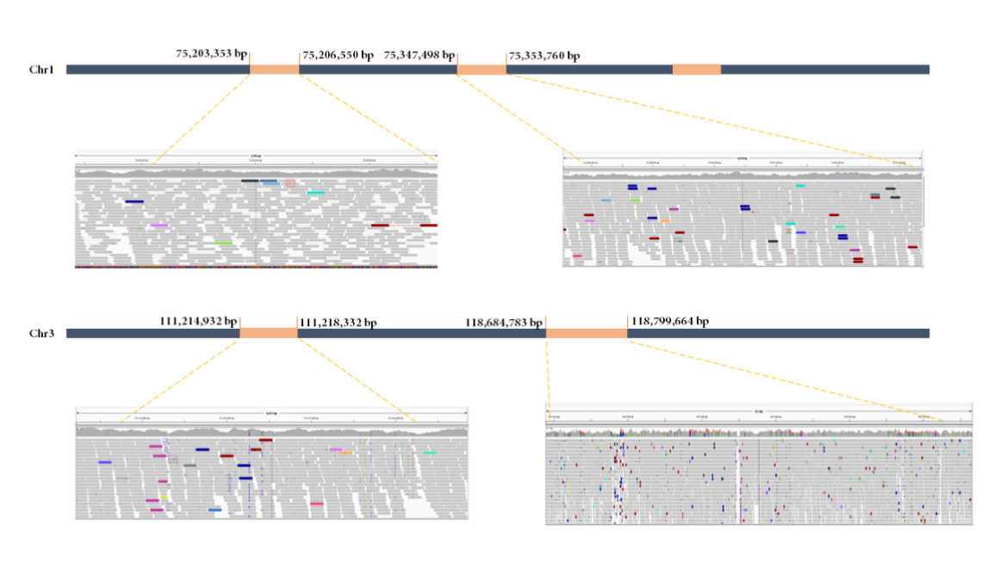 75,203,353 bp
75,206,550 bp
75,347,498 bp
75,353,760 bp
Chr1
111,214,932 bp
111,218,332 bp
118,684,783 bp
118,799,664 bp
Chr3